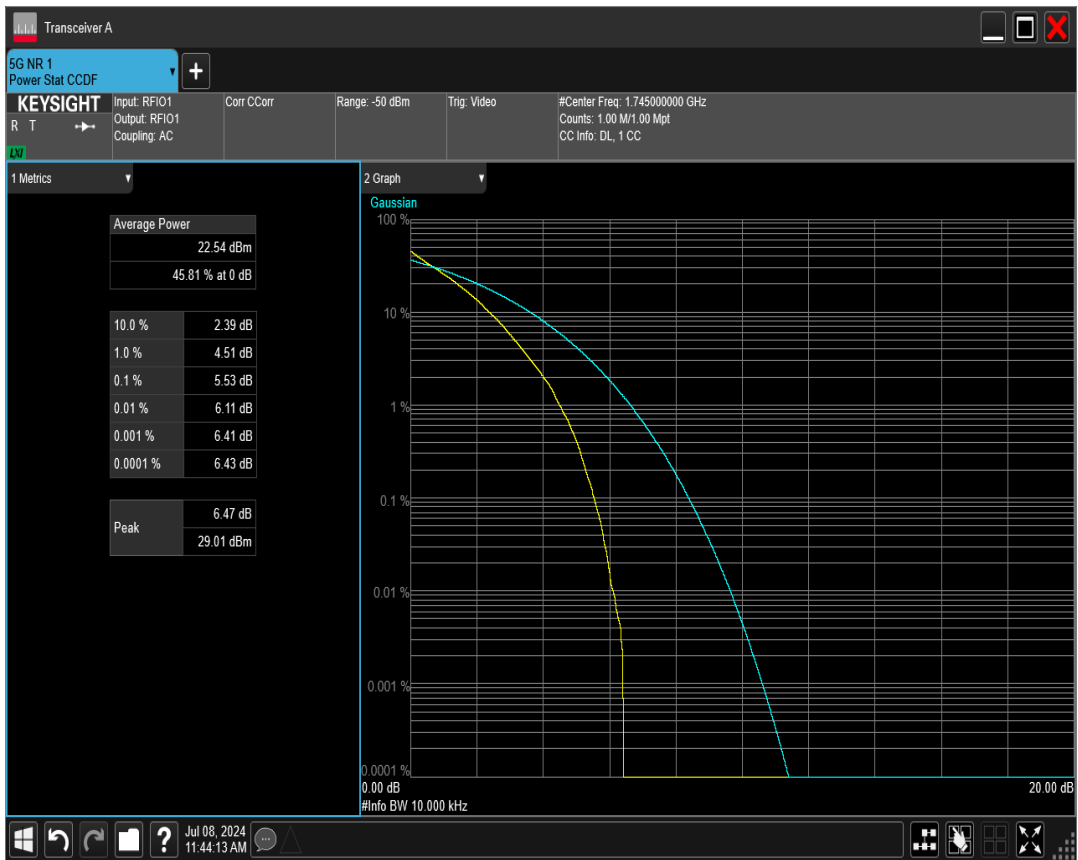 Transceiver A
5G NR 1
Power Stat CCDF
KEYSIGHT
R T
LXI
Input: RFIO1
Output: RFIO1
Coupling: AC
Corr CCorr
Range: -50 dBm
Trig: Video
#Center Freq: 1.745000000 GHz
Counts: 1.00 M/1.00 Mpt
CC Info: DL, 1 CC
1 Metrics
Average Power
22.54 dBm
45.81 % at 0 dB
10.0 % 2.39 dB
1.0 % 4.51 dB
0.1 % 5.53 dB
0.01 % 6.11 dB
0.001 % 6.41 dB
0.0001 % 6.43 dB
Peak 6.47 dB
29.01 dBm
2 Graph
Gaussian
100 %
10 %
1 %
0.1 %
0.01 %
0.001 %
0.0001 %
0.00 dB 20.00 dB
#Info BW 10.000 kHz
? Jul 08, 2024
11:44:13 AM